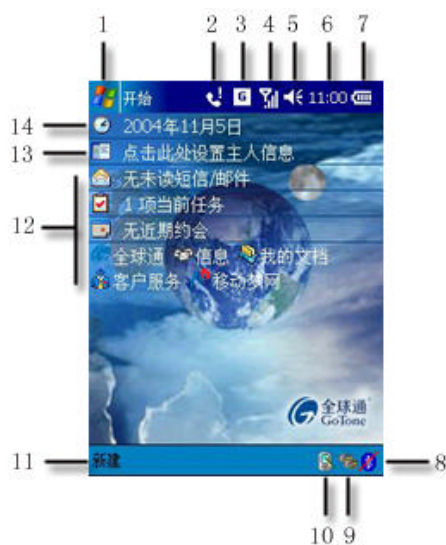 1 2 3 4 5 6 7
开始 G 11:00
14 2004年11月5日
13 点击此处设置主人信息
无未读短信/邮件
12 1 项当前任务
无近期约会
全球通 信息 我的文档
客户服务 移动梦网
全球通
GoTone
11 新建 8
10 9